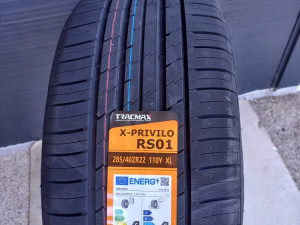 TRACMAX
X-PRIVILO
RS01
285/40ZR22 110Y XL
ENERG